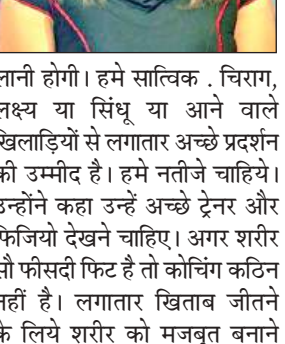 लानी होगी। हमे सात्विक . चिराग,
लक्ष्य या सिंधू या आने वाले
खिलाड़ियों से लगातार अच्छे प्रदर्शन
की उम्मीद है। हमे नतीजे चाहिये।
उन्होंने कहा उन्हें अच्छे ट्रेनर और
फिजियो देखने चाहिए। अगर शरीर
सौ फीसदी फिट है तो कोचिंग कठिन
नहीं है। लगातार खिताब जीतने
के लिये शरीर को मजबूत बनाने